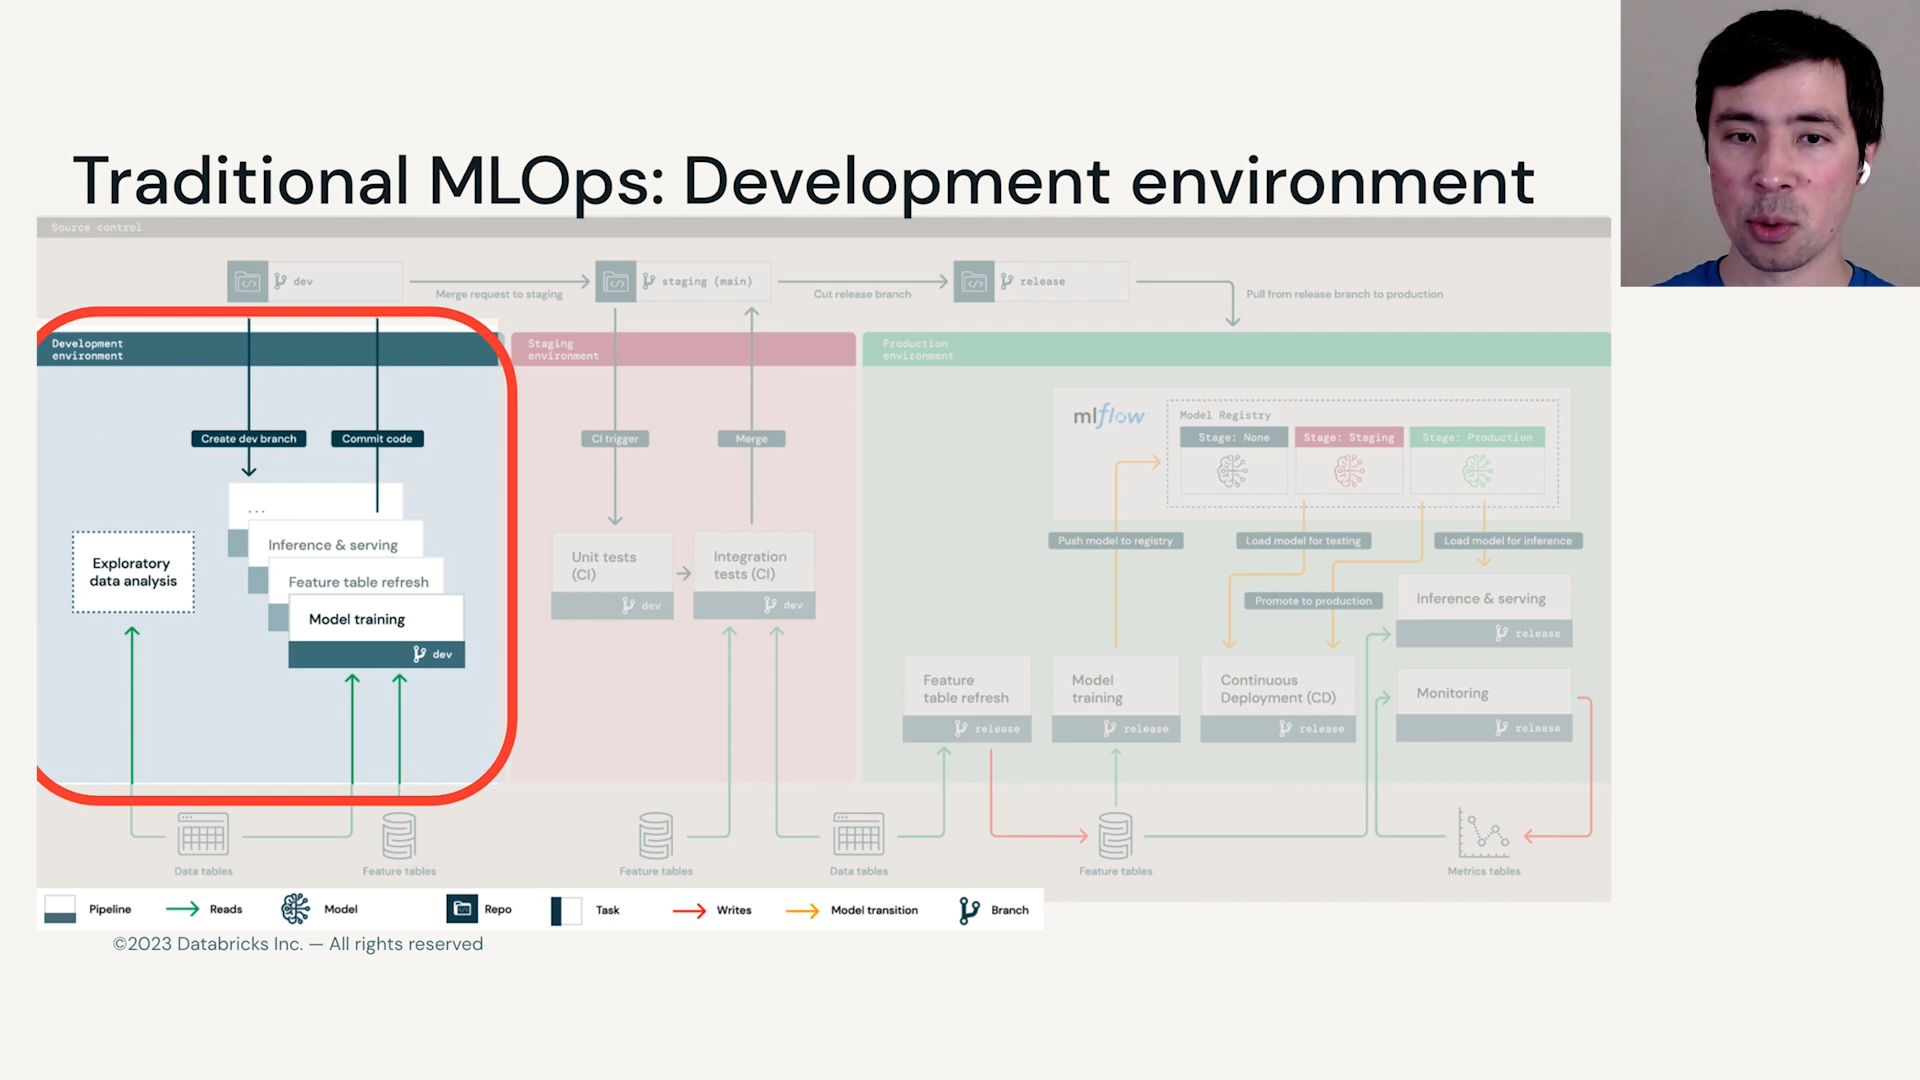 Traditional MLOps: Development environment
Source control
dev
Merge request to staging
staging (main)
Cut release branch
release
Pull from release branch to production
Development
environment
Create dev branch
Commit code
...
Inference & serving
Feature table refresh
Model training
dev
Exploratory
data analysis
Staging
environment
CI trigger
Merge
Unit tests
(CI)
dev
Integration
tests (CI)
dev
Production
environment
mlflow
Model Registry
Stage: None
Stage: Staging
Stage: Production
Push model to registry
Load model for testing
Load model for inference
Promote to production
Inference & serving
release
Feature
table refresh
release
Model
training
release
Continuous
Deployment (CD)
release
Monitoring
release
Data tables
Feature tables
Feature tables
Data tables
Feature tables
Metrics tables
Pipeline
Reads
Model
Repo
Task
Writes
Model transition
Branch
©2023 Databricks Inc. — All rights reserved